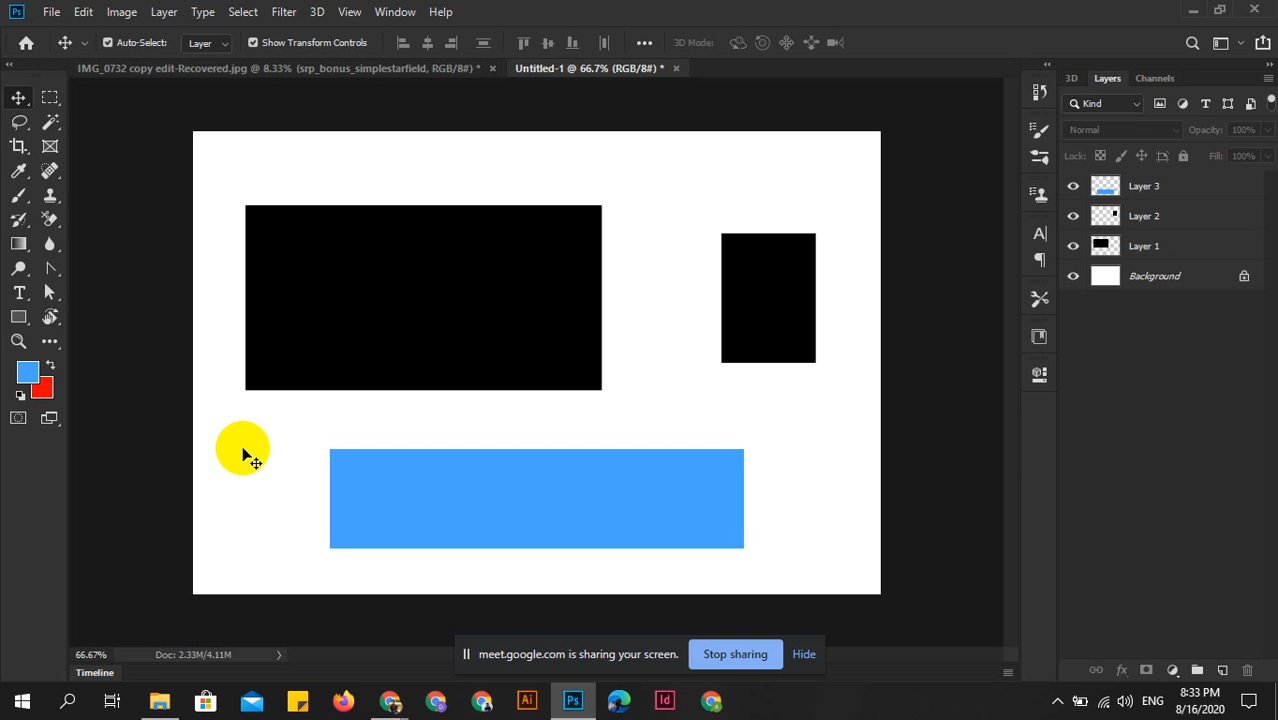 Ps File Edit Image Layer Type Select Filter 3D View Window Help
Auto-Select: Layer Show Transform Controls 3D Mode:
IMG_0732 copy edit-Recovered.jpg @ 8.33% (srp_bonus_simplestarfield, RGB/8#) * Untitled-1 @ 66.7% (RGB/8#) *
3D Layers Channels
Kind
Normal Opacity: 100%
Lock: Fill: 100%
Layer 3
Layer 2
Layer 1
Background
66.67% Doc: 2.33M/4.11M
meet.google.com is sharing your screen. Stop sharing Hide
Timeline
Ai Ps Id ENG 8:33 PM
8/16/2020